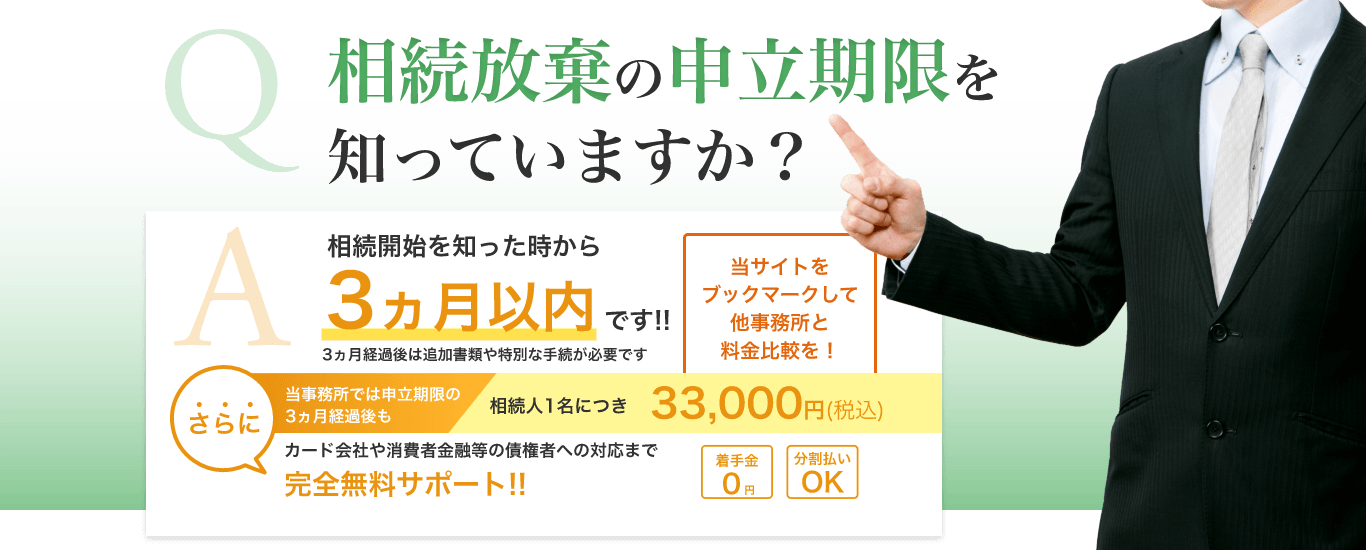 Q
相続放棄の申立期限を
知っていますか？
A
相続開始を知った時から
3ヵ月以内です!!
3ヵ月経過後は追加書類や特別な手続が必要です
当サイトを
ブックマークして
他事務所と
料金比較を！
さらに
当事務所では申立期限の
3ヵ月経過後も
相続人1名につき 33,000円(税込)
カード会社や消費者金融等の債権者への対応まで
完全無料サポート!!
着手金
0円
分割払い
OK